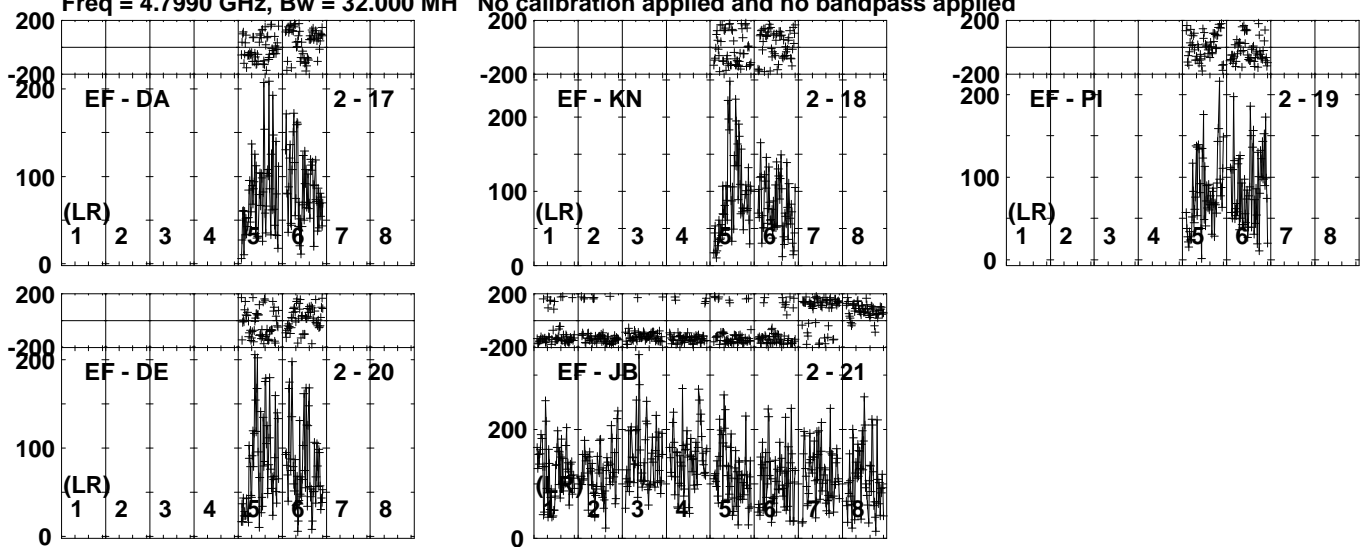 Freq = 4.7990 GHz, Bw = 32.000 MH No calibration applied and no bandpass applied
200
-200
200
100
0
EF - DA 2 - 17
(LR)
1 2 3 4 5 6 7 8
200
-200
200
100
0
EF - KN 2 - 18
(LR)
1 2 3 4 5 6 7 8
200
-200
200
100
0
EF - PI 2 - 19
(LR)
1 2 3 4 5 6 7 8
200
-200
200
100
0
EF - DE 2 - 20
(LR)
1 2 3 4 5 6 7 8
200
-200
200
0
EF - JB 2 - 21
(LR)
1 2 3 4 5 6 7 8